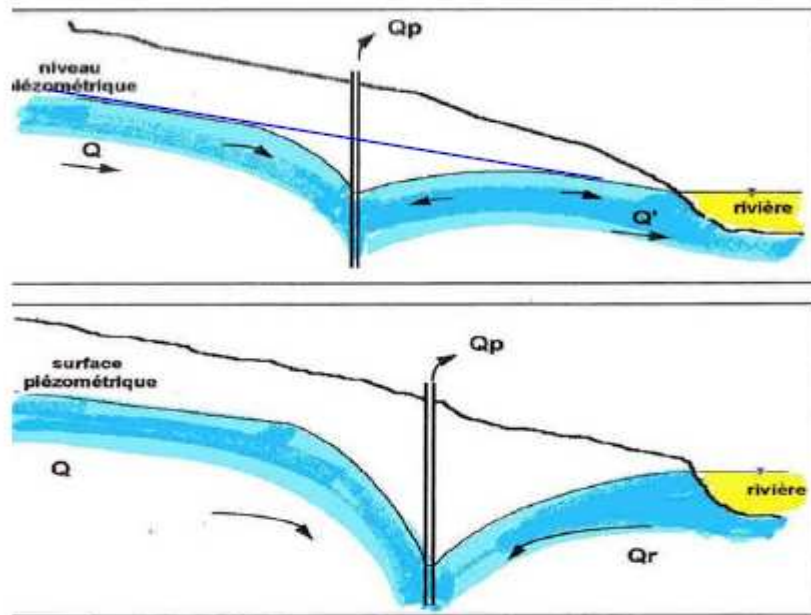 Qp
niveau
piézométrique
Q
Q'
rivière
Qp
surface
piézométrique
Q
Qr
rivière